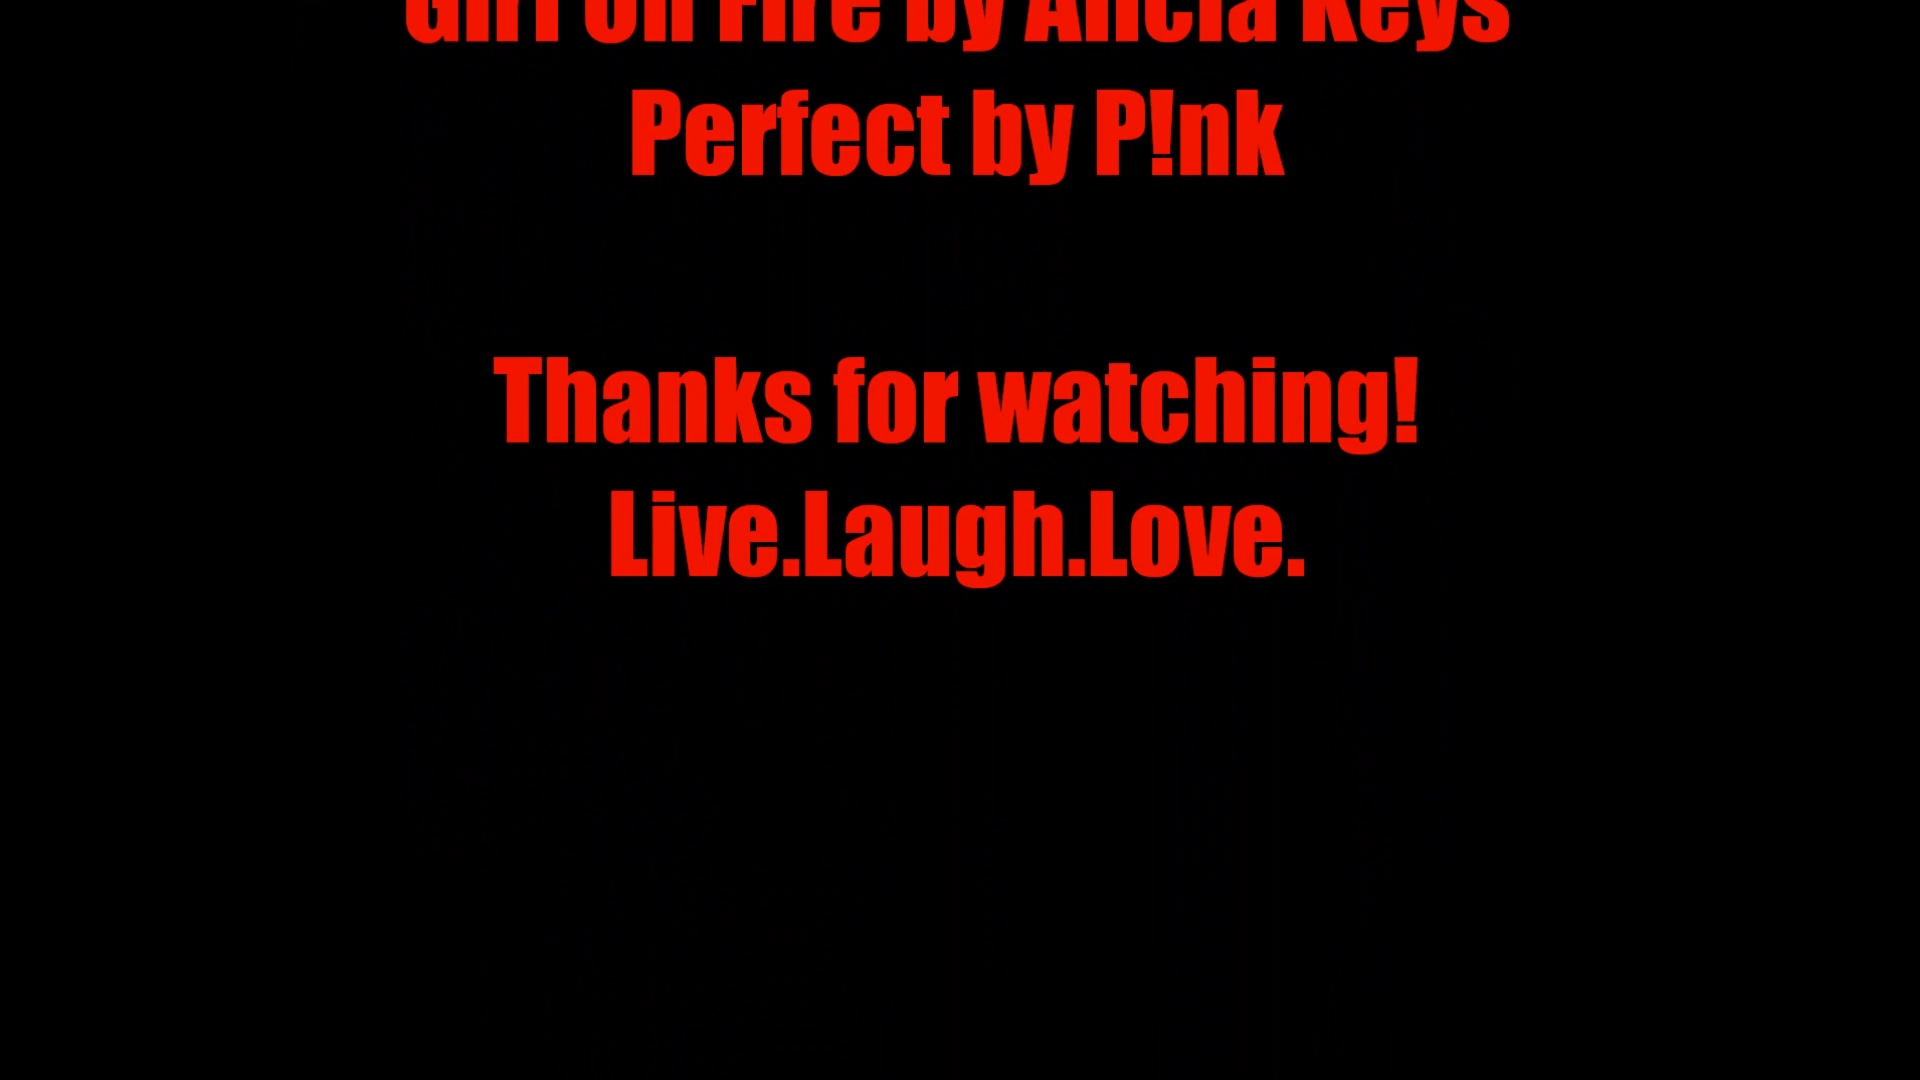 Girl on Fire by Alicia Keys
Perfect by P!nk
Thanks for watching!
Live.Laugh.Love.